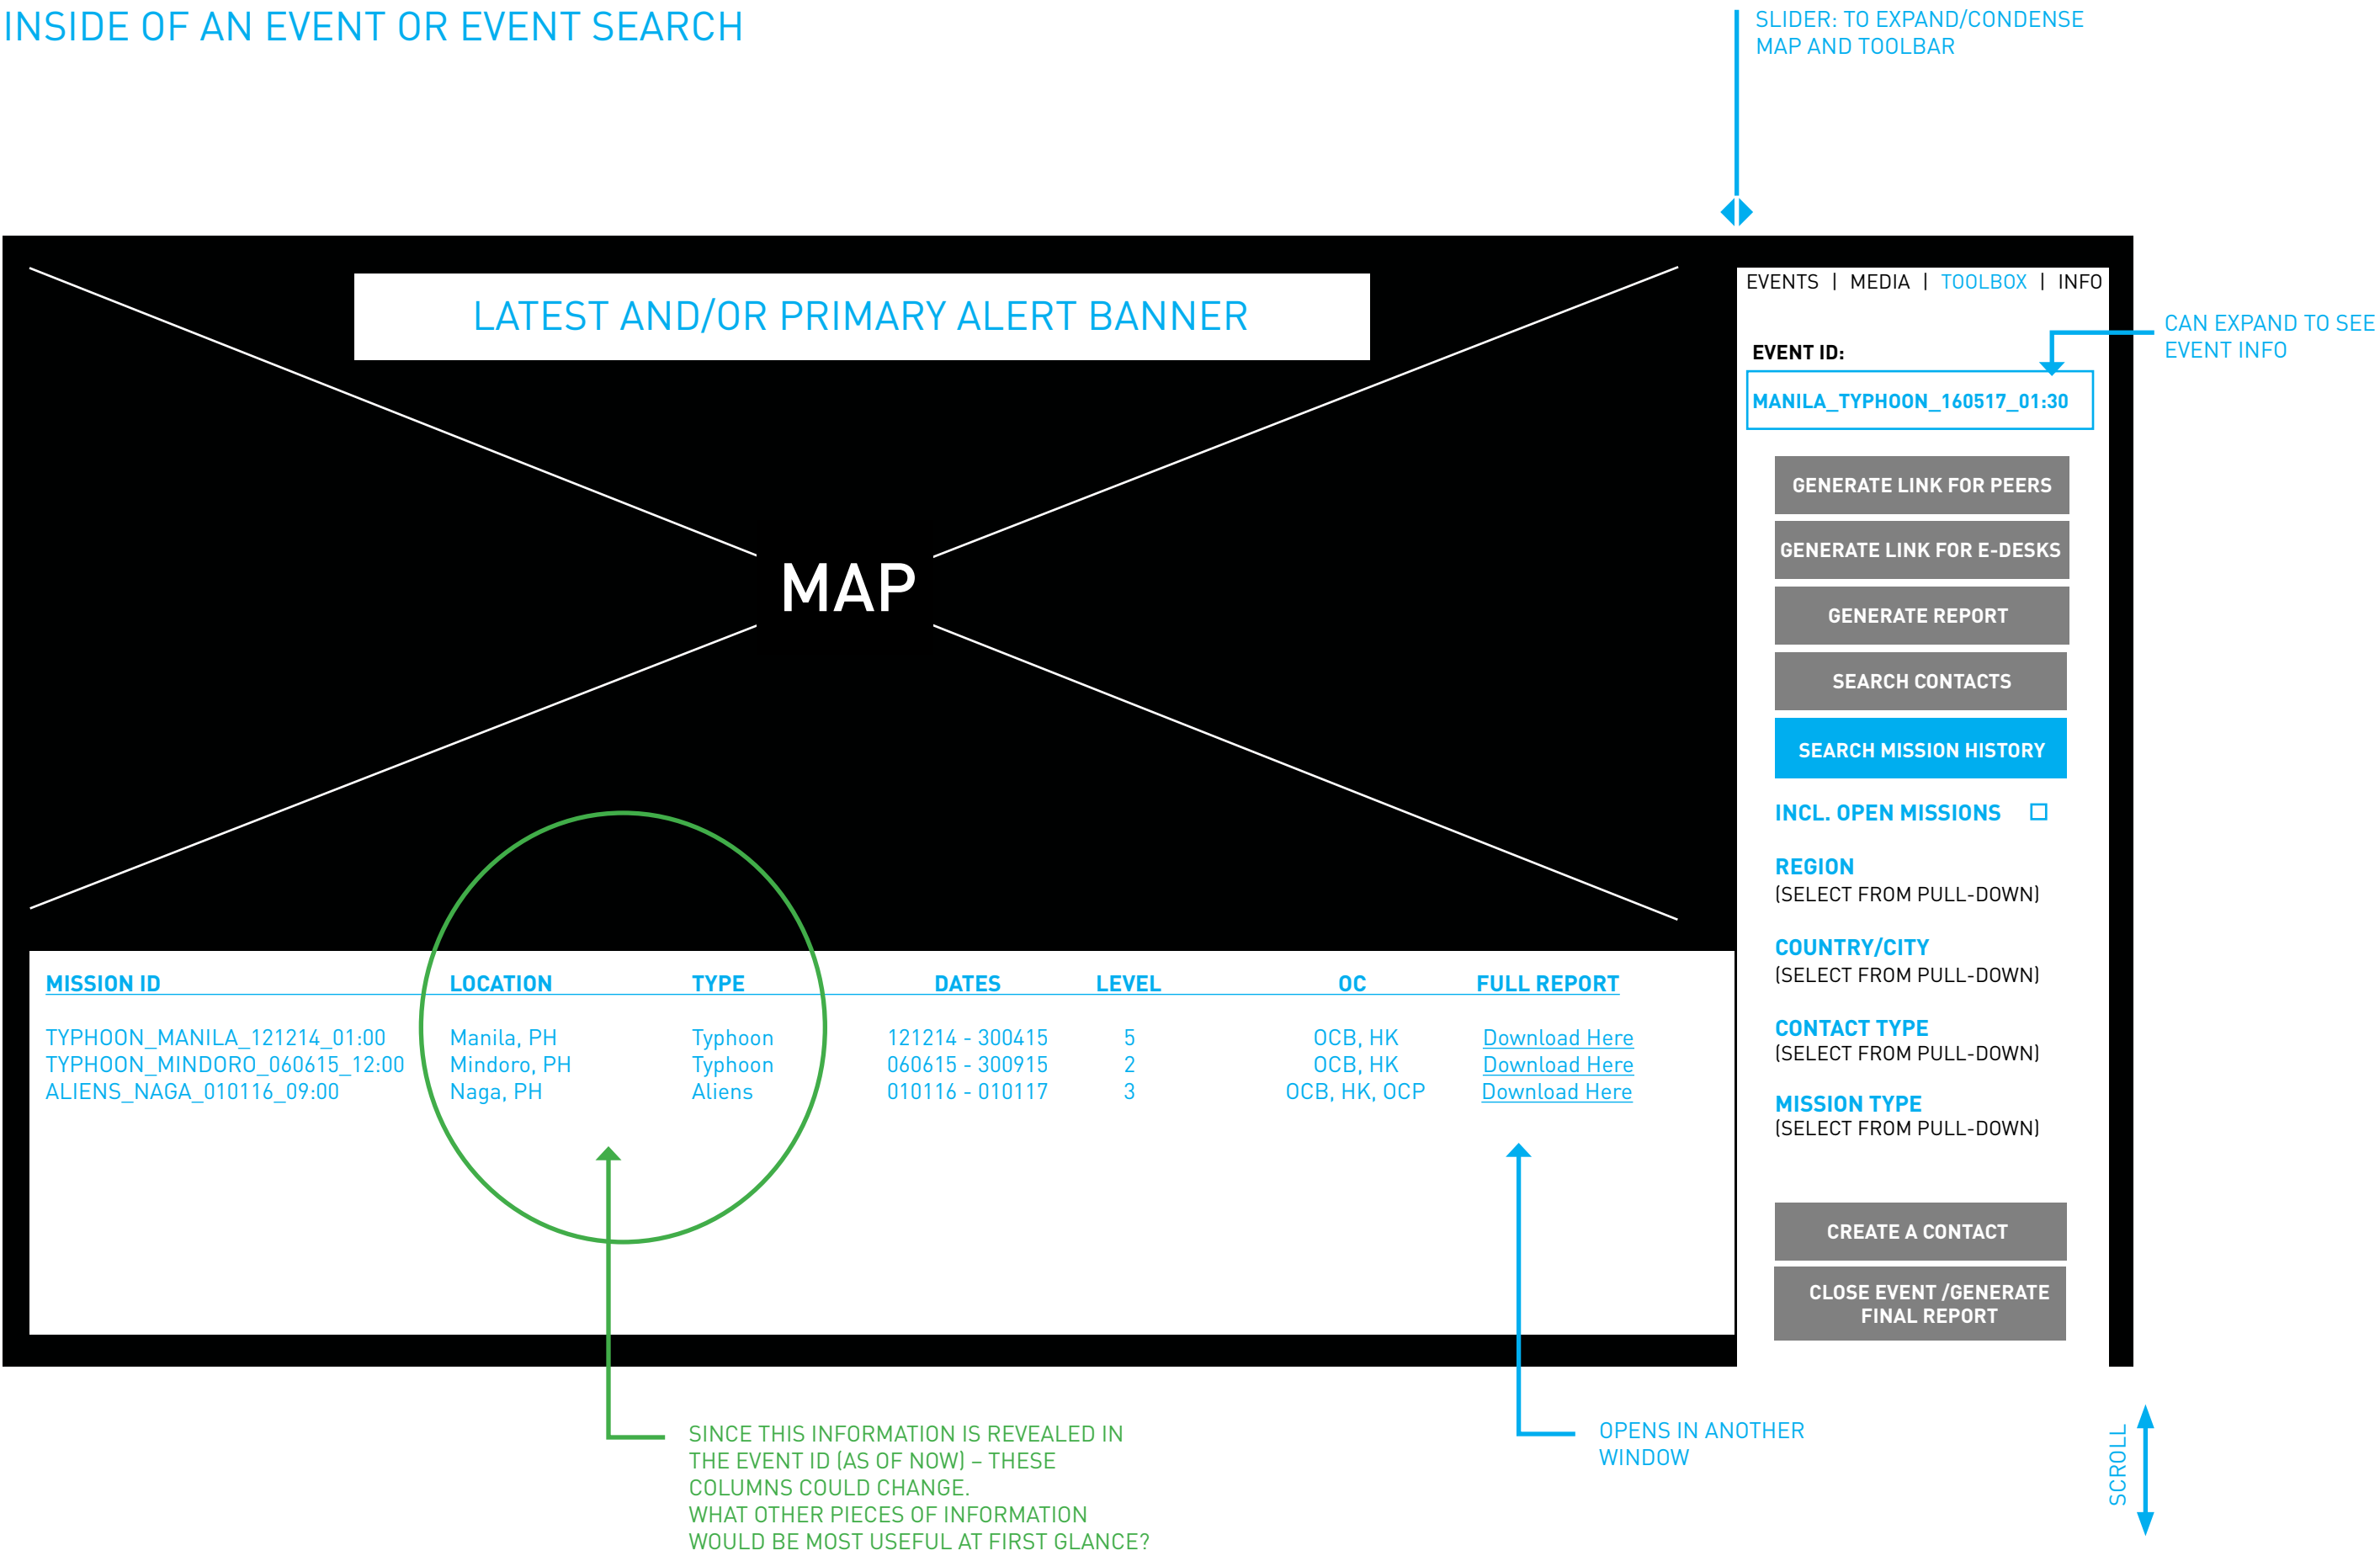 INSIDE OF AN EVENT OR EVENT SEARCH
SLIDER: TO EXPAND/CONDENSE
MAP AND TOOLBAR
LATEST AND/OR PRIMARY ALERT BANNER
MAP
EVENTS | MEDIA | TOOLBOX | INFO
EVENT ID:
MANILA_TYPHOON_160517_01:30
CAN EXPAND TO SEE
EVENT INFO
GENERATE LINK FOR PEERS
GENERATE LINK FOR E-DESKS
GENERATE REPORT
SEARCH CONTACTS
SEARCH MISSION HISTORY
INCL. OPEN MISSIONS
REGION
(SELECT FROM PULL-DOWN)
COUNTRY/CITY
(SELECT FROM PULL-DOWN)
CONTACT TYPE
(SELECT FROM PULL-DOWN)
MISSION TYPE
(SELECT FROM PULL-DOWN)
CREATE A CONTACT
CLOSE EVENT /GENERATE
FINAL REPORT
MISSION ID LOCATION TYPE DATES LEVEL OC FULL REPORT
TYPHOON_MANILA_121214_01:00 Manila, PH Typhoon 121214 - 300415 5 OCB, HK Download Here
TYPHOON_MINDORO_060615_12:00 Mindoro, PH Typhoon 060615 - 300915 2 OCB, HK Download Here
ALIENS_NAGA_010116_09:00 Naga, PH Aliens 010116 - 010117 3 OCB, HK, OCP Download Here
SINCE THIS INFORMATION IS REVEALED IN
THE EVENT ID (AS OF NOW) – THESE
COLUMNS COULD CHANGE.
WHAT OTHER PIECES OF INFORMATION
WOULD BE MOST USEFUL AT FIRST GLANCE?
OPENS IN ANOTHER
WINDOW
SCROLL